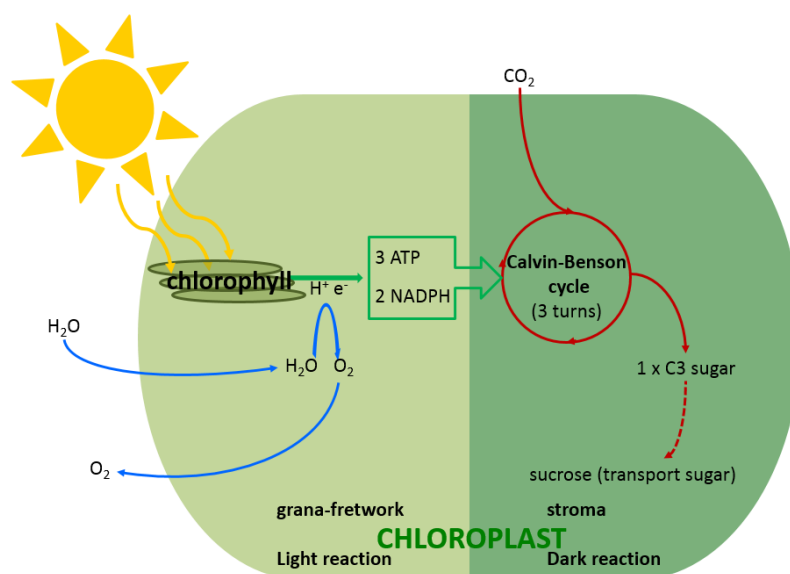 CO₂
chlorophyll
H⁺ e⁻
3 ATP
2 NADPH
Calvin-Benson
cycle
(3 turns)
H₂O
H₂O
O₂
1 x C3 sugar
O₂
sucrose (transport sugar)
grana-fretwork
stroma
CHLOROPLAST
Light reaction
Dark reaction